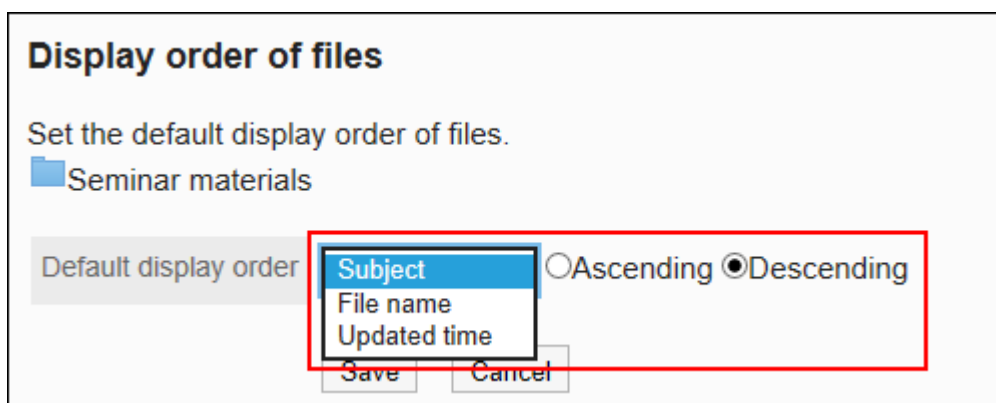 Display order of files
Set the default display order of files.
Seminar materials
Default display order Subject Ascending Descending
File name
Updated time
Save Cancel